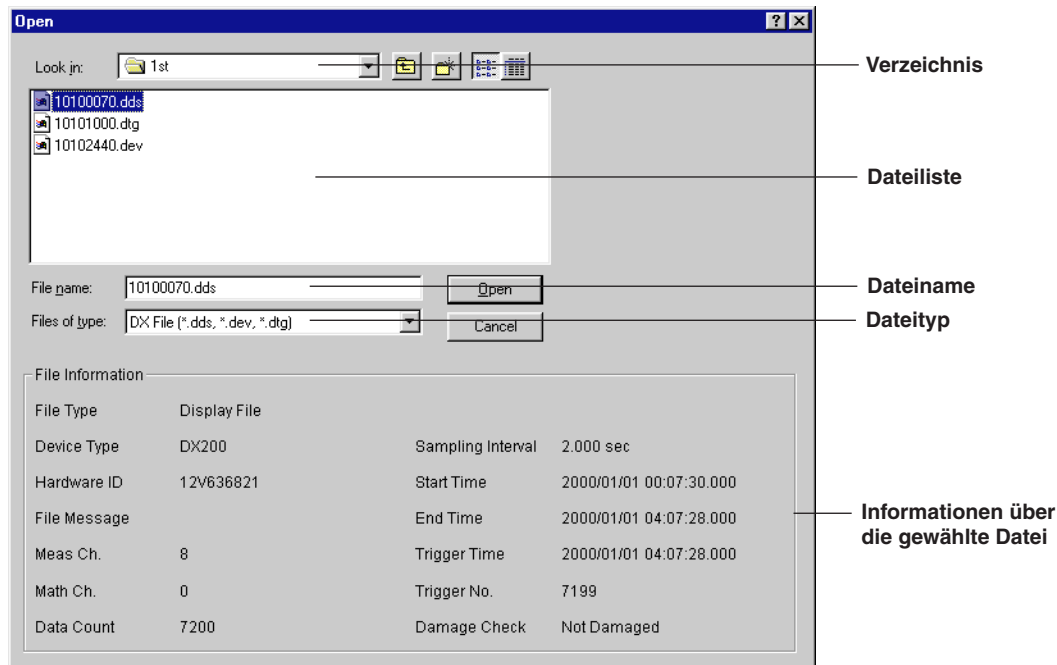 Open
Look in: 1st
Verzeichnis
10100070.dds
10101000.dtg
10102440.dev
Dateiliste
File name: 10100070.dds Open
Dateiname
Files of type: DX File (*.dds, *.dev, *.dtg) Cancel
Dateityp
File Information
File Type Display File
Device Type DX200 Sampling Interval 2.000 sec
Hardware ID 12V636821 Start Time 2000/01/01 00:07:30.000
File Message End Time 2000/01/01 04:07:28.000
Informationen über
die gewählte Datei
Meas Ch. 8 Trigger Time 2000/01/01 04:07:28.000
Math Ch. 0 Trigger No. 7199
Data Count 7200 Damage Check Not Damaged